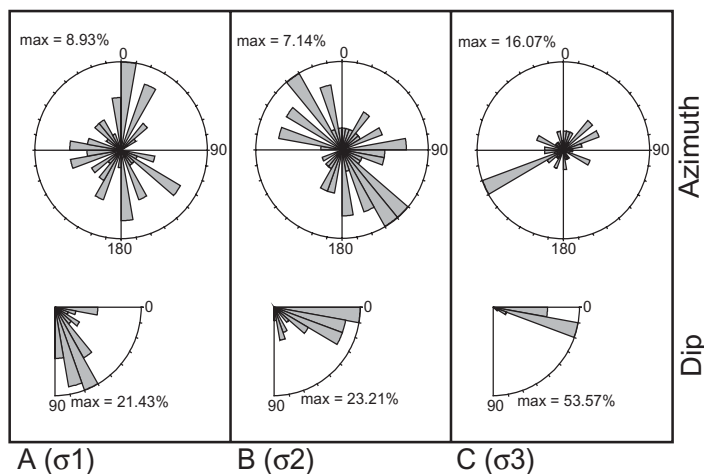 max = 8.93%
0
90
180
max = 7.14%
0
90
180
max = 16.07%
0
90
180
Azimuth
0
90
max = 21.43%
0
90
max = 23.21%
0
90
max = 53.57%
Dip
A (σ1)
B (σ2)
C (σ3)